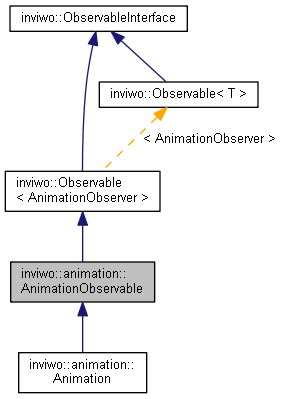 inviwo::ObservableInterface
inviwo::Observable< T >
< AnimationObserver >
inviwo::Observable
< AnimationObserver >
inviwo::animation::
AnimationObservable
inviwo::animation::
Animation